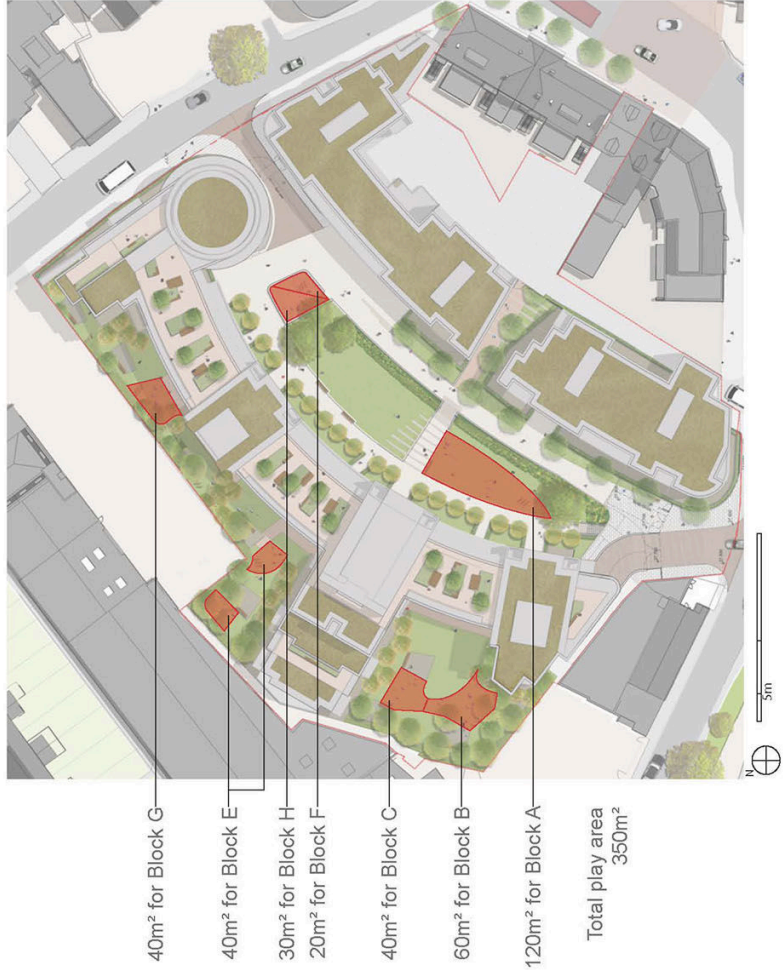 40m² for Block G
40m² for Block E
30m² for Block H
20m² for Block F
40m² for Block C
60m² for Block B
120m² for Block A
Total play area
350m²
N
5m